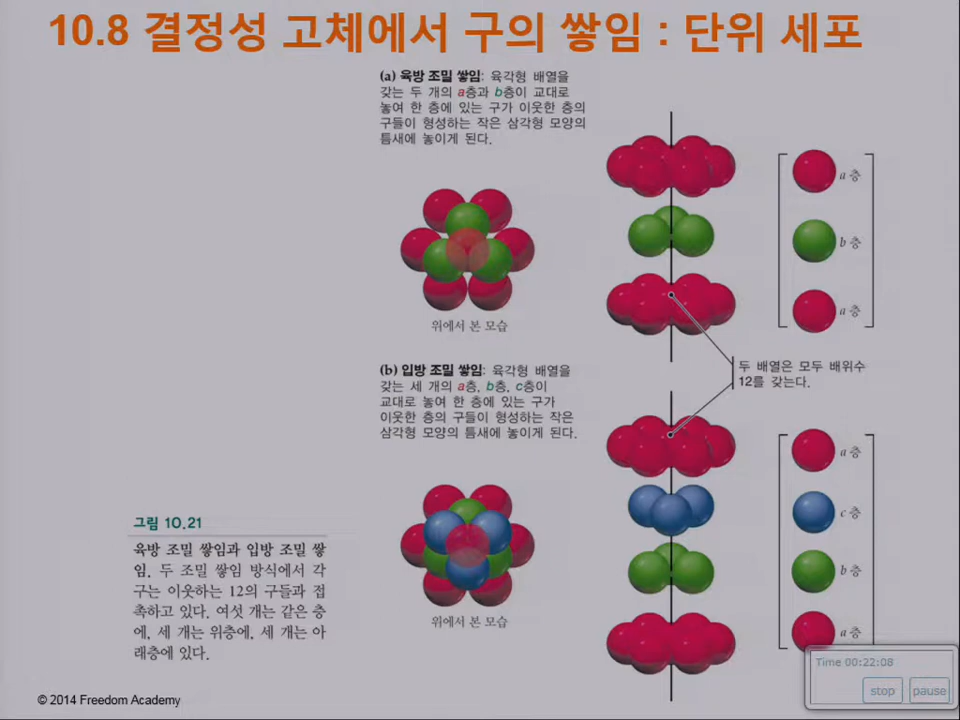 10.8 결정성 고체에서 구의 쌓임 : 단위 세포
(a) 육방 조밀 쌓임: 육각형 배열을
갖는 두 개의 a층과 b층이 교대로
놓여 한 층에 있는 구가 이웃한 층의
구들이 형성하는 작은 삼각형 모양의
틈새에 놓이게 된다.
위에서 본 모습
a 층
b 층
a 층
두 배열은 모두 배위수
12를 갖는다.
(b) 입방 조밀 쌓임: 육각형 배열을
갖는 세 개의 a층, b층, c층이
교대로 놓여 한 층에 있는 구가
이웃한 층의 구들이 형성하는 작은
삼각형 모양의 틈새에 놓이게 된다.
위에서 본 모습
a 층
c 층
b 층
a 층
그림 10.21
육방 조밀 쌓임과 입방 조밀 쌓
임. 두 조밀 쌓임 방식에서 각
구는 이웃하는 12의 구들과 접
촉하고 있다. 여섯 개는 같은 층
에, 세 개는 위층에, 세 개는 아
래층에 있다.
© 2014 Freedom Academy
Time 00:22:08
stop pause